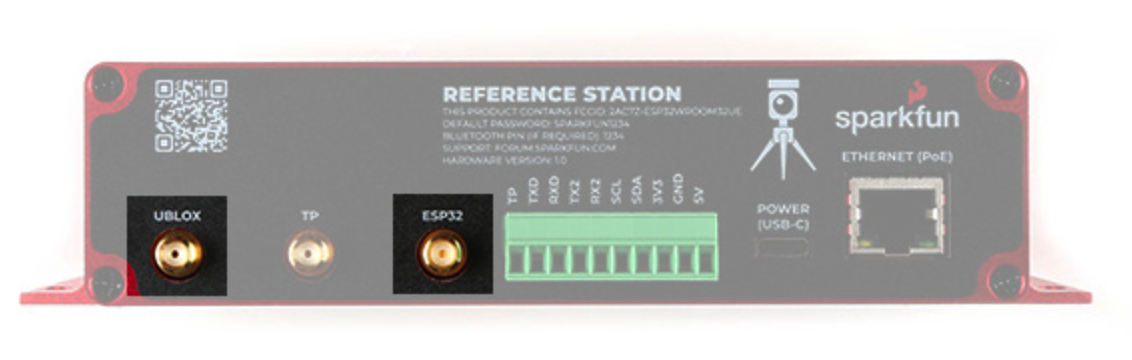 REFERENCE STATION
THIS PRODUCT CONTAINS FCCID: 2AC7Z-ESP32WROOM32UE
DEFAULT PASSWORD: SPARKFUN1234
BLUETOOTH PIN (IF REQUIRED): 1234
SUPPORT: FORUM.SPARKFUN.COM
HARDWARE VERSION: 1.0
sparkfun
ETHERNET (PoE)
TP TXD RXD TX2 RX2 SCL SDA 3V3 GND 5V
POWER
(USB-C)
UBLOX
TP
ESP32